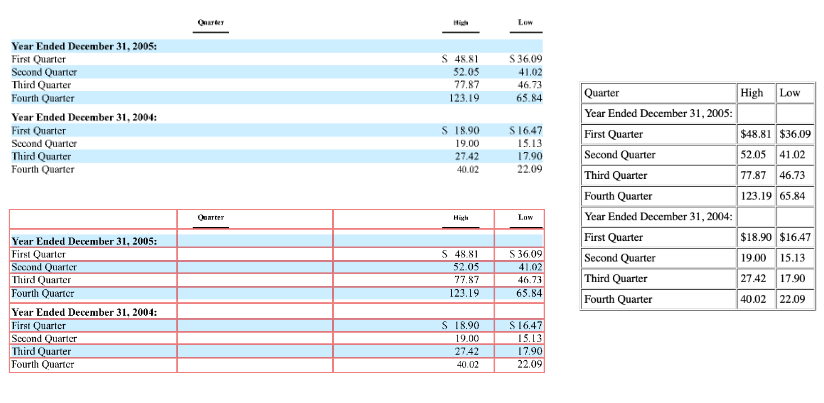 Quarter High Low
Year Ended December 31, 2005:
First Quarter $ 48.81 $ 36.09
Second Quarter 52.05 41.02
Third Quarter 77.87 46.73
Fourth Quarter 123.19 65.84
Year Ended December 31, 2004:
First Quarter $ 18.90 $ 16.47
Second Quarter 19.00 15.13
Third Quarter 27.42 17.90
Fourth Quarter 40.02 22.09
Quarter High Low
Year Ended December 31, 2005:
First Quarter $ 48.81 $ 36.09
Second Quarter 52.05 41.02
Third Quarter 77.87 46.73
Fourth Quarter 123.19 65.84
Year Ended December 31, 2004:
First Quarter $ 18.90 $ 16.47
Second Quarter 19.00 15.13
Third Quarter 27.42 17.90
Fourth Quarter 40.02 22.09
Quarter High Low
Year Ended December 31, 2005:
First Quarter $48.81 $36.09
Second Quarter 52.05 41.02
Third Quarter 77.87 46.73
Fourth Quarter 123.19 65.84
Year Ended December 31, 2004:
First Quarter $18.90 $16.47
Second Quarter 19.00 15.13
Third Quarter 27.42 17.90
Fourth Quarter 40.02 22.09